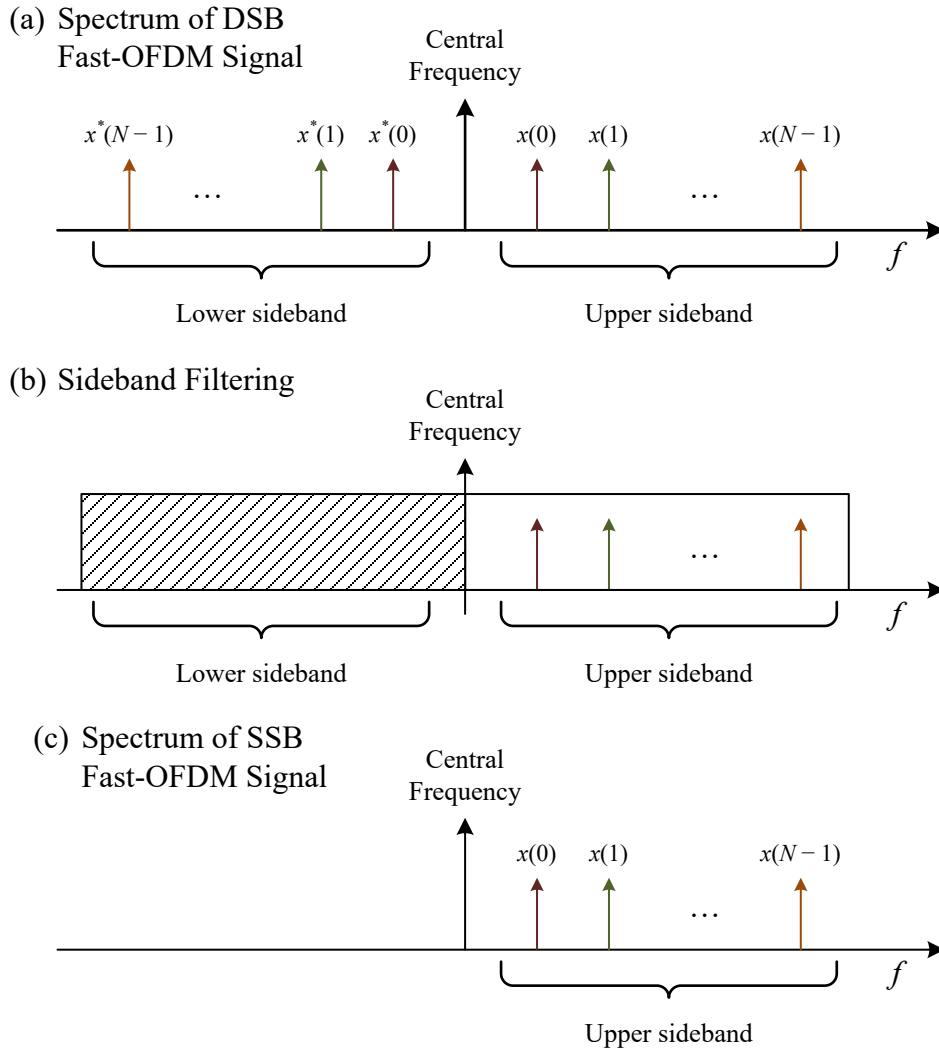 (a) Spectrum of DSB
Fast-OFDM Signal
Central
Frequency
x*(N − 1) x*(1) x*(0) x(0) x(1) x(N − 1)
… …
f
Lower sideband Upper sideband
(b) Sideband Filtering
Central
Frequency
…
f
Lower sideband Upper sideband
(c) Spectrum of SSB
Fast-OFDM Signal
Central
Frequency
x(0) x(1) x(N − 1)
…
f
Upper sideband